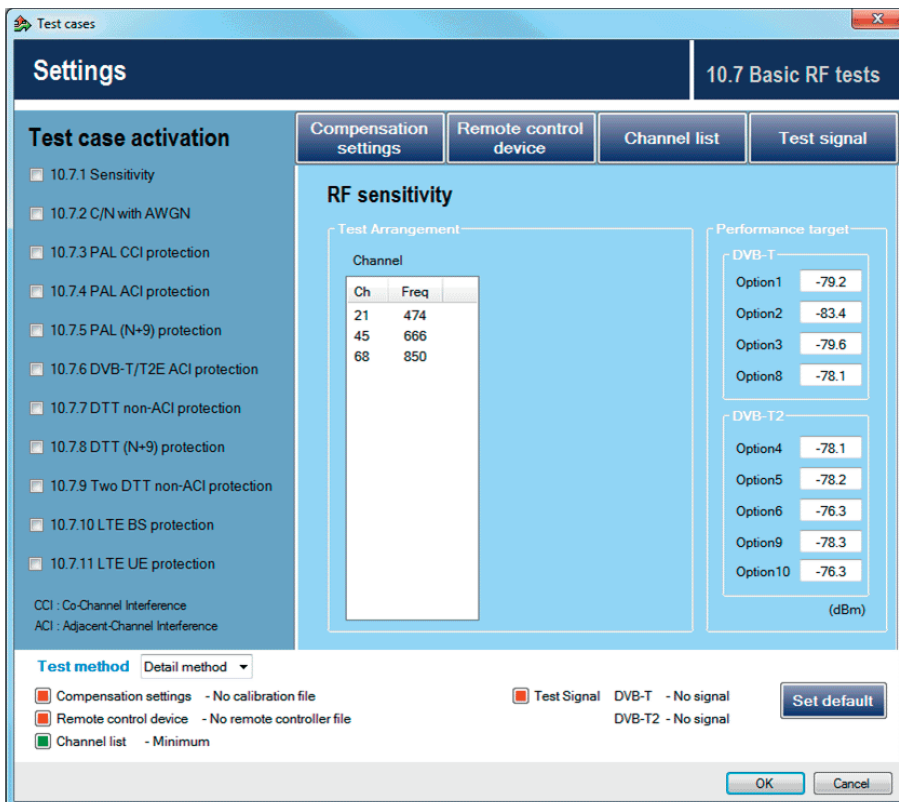 Test cases
Settings
10.7 Basic RF tests
Test case activation
10.7.1 Sensitivity
10.7.2 C/N with AWGN
10.7.3 PAL CCI protection
10.7.4 PAL ACI protection
10.7.5 PAL (N+9) protection
10.7.6 DVB-T/T2E ACI protection
10.7.7 DTT non-ACI protection
10.7.8 DTT (N+9) protection
10.7.9 Two DTT non-ACI protection
10.7.10 LTE BS protection
10.7.11 LTE UE protection
CCI : Co-Channel Interference
ACI : Adjacent-Channel Interference
Compensation
settings
Remote control
device
Channel list
Test signal
RF sensitivity
Test Arrangement
Channel
Ch Freq
21 474
45 666
68 850
Performance target
DVB-T
Option1 -79.2
Option2 -83.4
Option3 -79.6
Option8 -78.1
DVB-T2
Option4 -78.1
Option5 -78.2
Option6 -76.3
Option9 -78.3
Option10 -76.3
(dBm)
Test method Detail method
Compensation settings - No calibration file
Remote control device - No remote controller file
Channel list - Minimum
Test Signal DVB-T - No signal
DVB-T2 - No signal
Set default
OK
Cancel